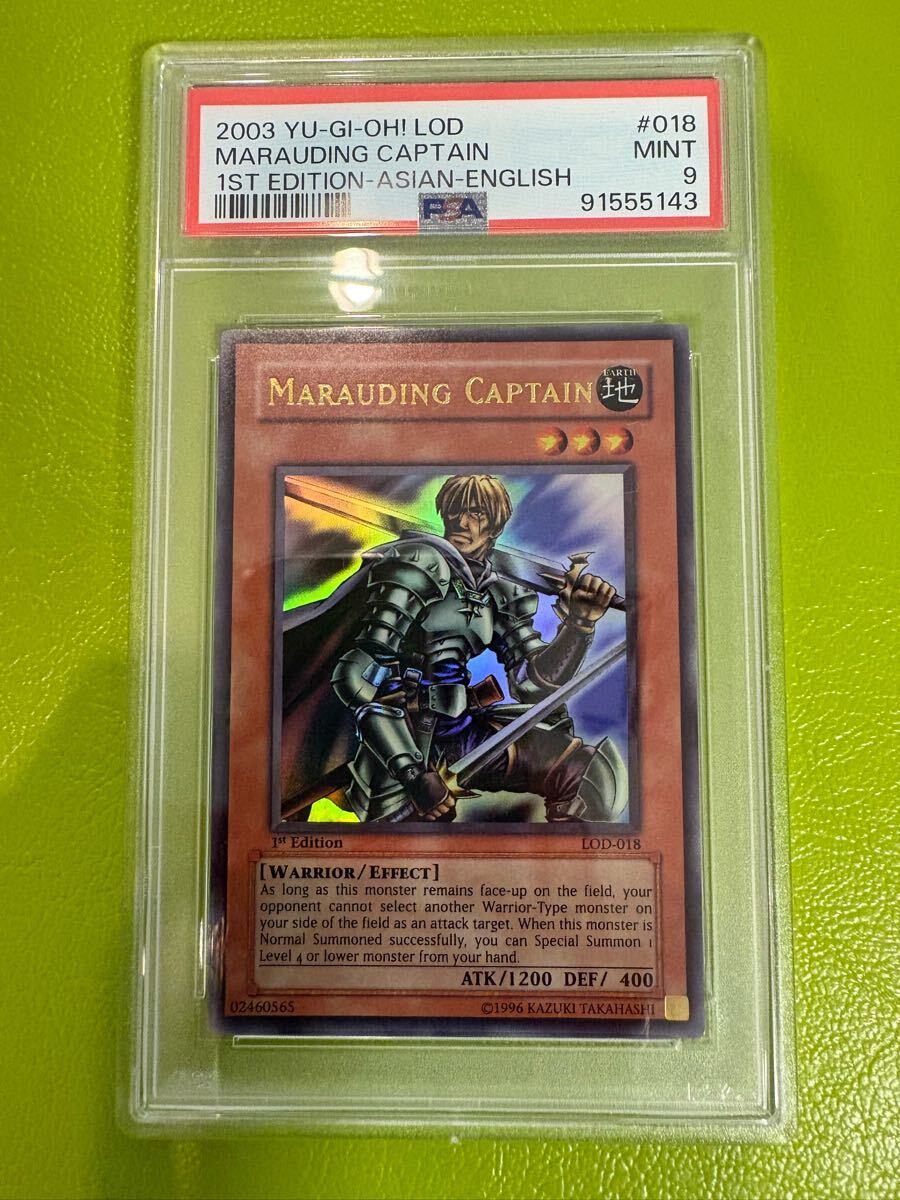 2003 YU-GI-OH! LOD #018
MARAUDING CAPTAIN MINT
1ST EDITION-ASIAN-ENGLISH 9
PSA 91555143
MARAUDING CAPTAIN
EARTH
地
1st Edition LOD-018
[WARRIOR/EFFECT]
As long as this monster remains face-up on the field, your
opponent cannot select another Warrior-Type monster on
your side of the field as an attack target. When this monster is
Normal Summoned successfully, you can Special Summon 1
Level 4 or lower monster from your hand.
ATK/1200 DEF/ 400
02460565 ©1996 KAZUKI TAKAHASHI